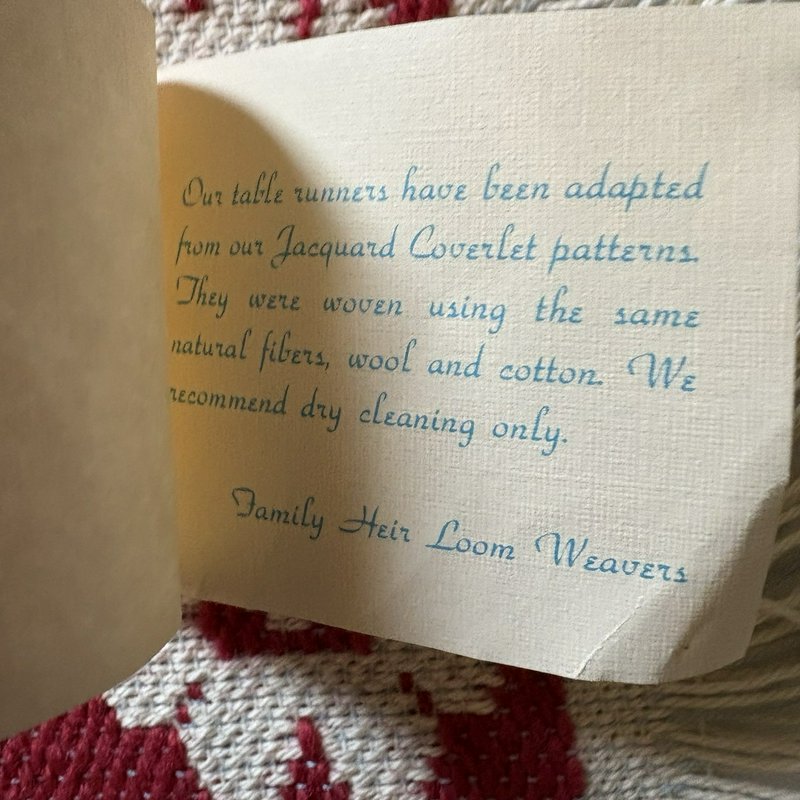 Our table runners have been adapted
from our Jacquard Coverlet patterns.
They were woven using the same
natural fibers, wool and cotton. We
recommend dry cleaning only.
Family Heir Loom Weavers